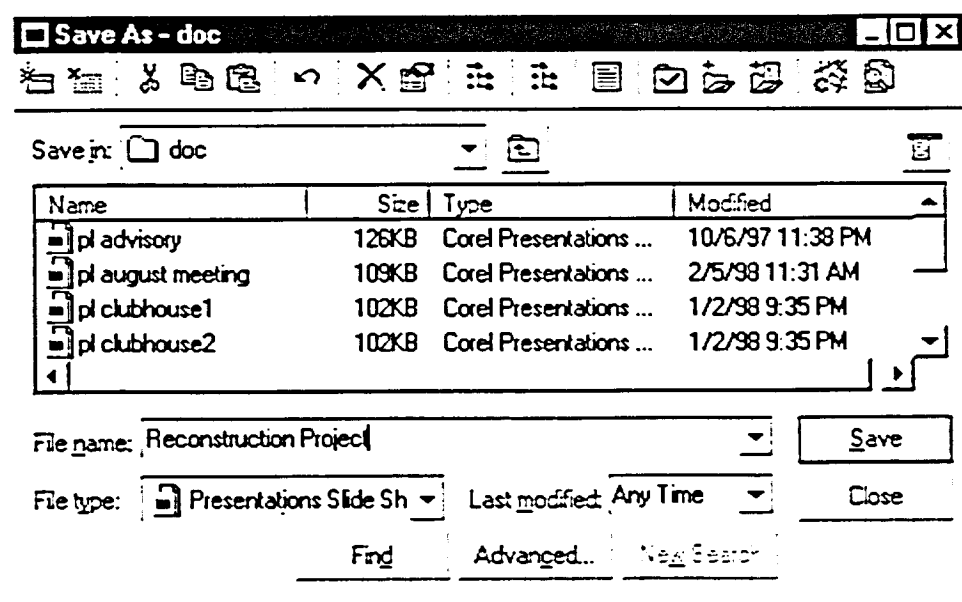 Save As - doc
Save in: doc
Name Size Type Modified
pl advisory 126KB Corel Presentations ... 10/6/97 11:38 PM
pl august meeting 109KB Corel Presentations ... 2/5/98 11:31 AM
pl clubhouse1 102KB Corel Presentations ... 1/2/98 9:35 PM
pl clubhouse2 102KB Corel Presentations ... 1/2/98 9:35 PM
File name: Reconstruction Project Save
File type: Presentations Slide Sh Last modified: Any Time Close
Find Advanced... New Search